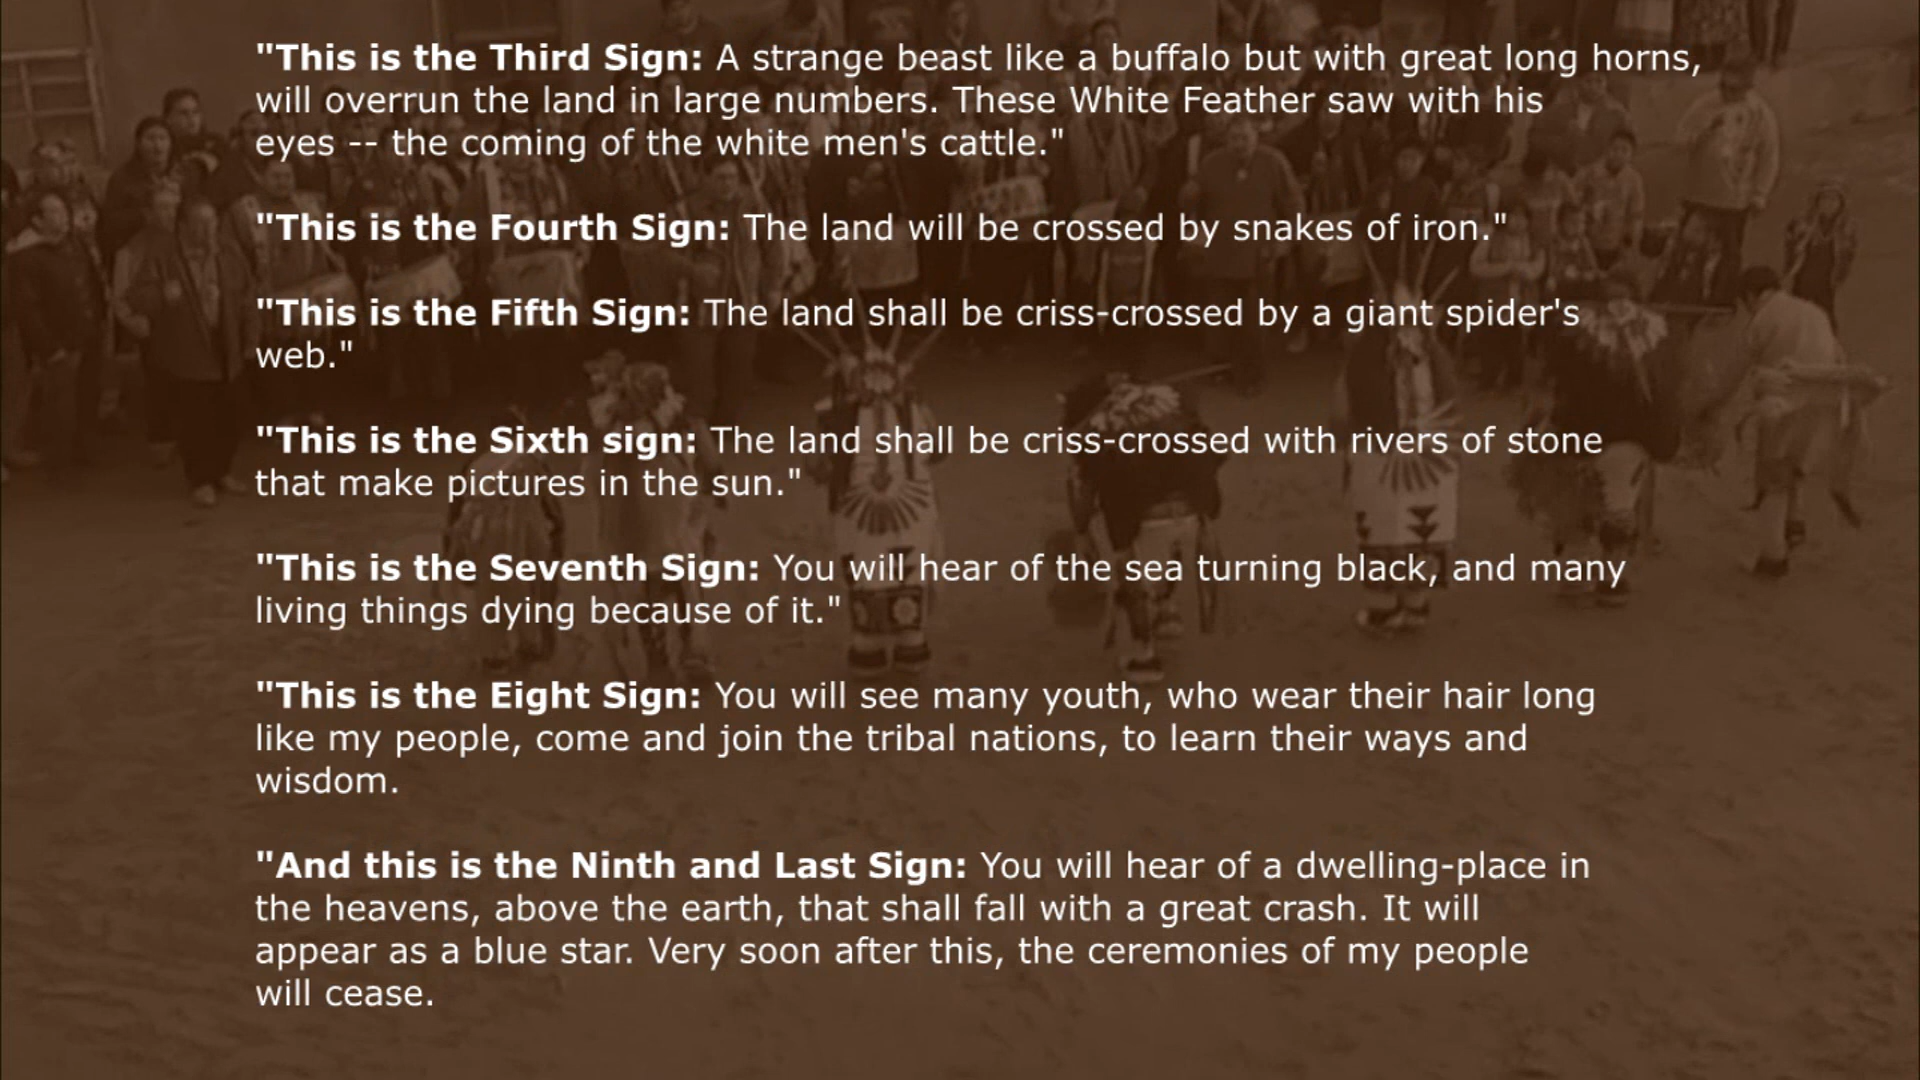 "This is the Third Sign: A strange beast like a buffalo but with great long horns,
will overrun the land in large numbers. These White Feather saw with his
eyes -- the coming of the white men's cattle."
"This is the Fourth Sign: The land will be crossed by snakes of iron."
"This is the Fifth Sign: The land shall be criss-crossed by a giant spider's
web."
"This is the Sixth sign: The land shall be criss-crossed with rivers of stone
that make pictures in the sun."
"This is the Seventh Sign: You will hear of the sea turning black, and many
living things dying because of it."
"This is the Eight Sign: You will see many youth, who wear their hair long
like my people, come and join the tribal nations, to learn their ways and
wisdom.
"And this is the Ninth and Last Sign: You will hear of a dwelling-place in
the heavens, above the earth, that shall fall with a great crash. It will
appear as a blue star. Very soon after this, the ceremonies of my people
will cease.